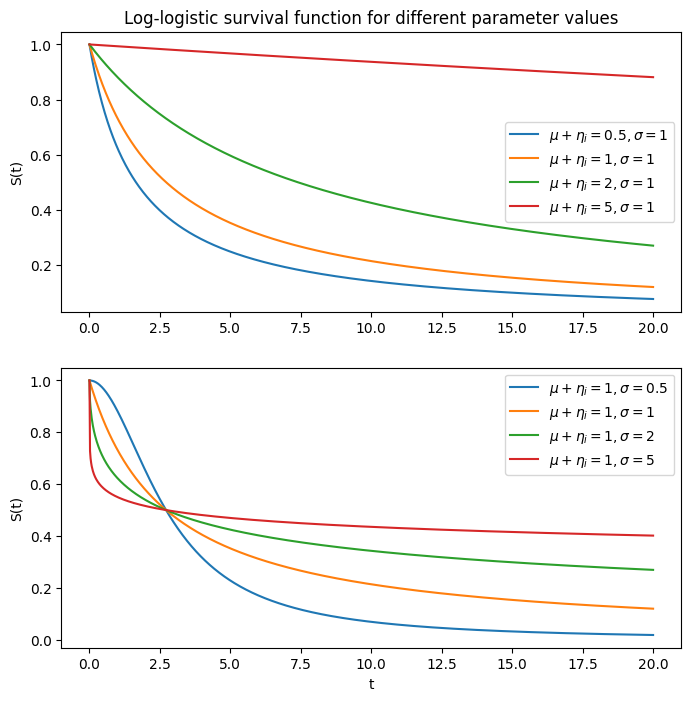 Log-logistic survival function for different parameter values
1.0
0.8
0.6
0.4
0.2
S(t)
μ + ηᵢ = 0.5, σ = 1
μ + ηᵢ = 1, σ = 1
μ + ηᵢ = 2, σ = 1
μ + ηᵢ = 5, σ = 1
0.0 2.5 5.0 7.5 10.0 12.5 15.0 17.5 20.0
1.0
0.8
0.6
0.4
0.2
0.0
S(t)
μ + ηᵢ = 1, σ = 0.5
μ + ηᵢ = 1, σ = 1
μ + ηᵢ = 1, σ = 2
μ + ηᵢ = 1, σ = 5
0.0 2.5 5.0 7.5 10.0 12.5 15.0 17.5 20.0
t